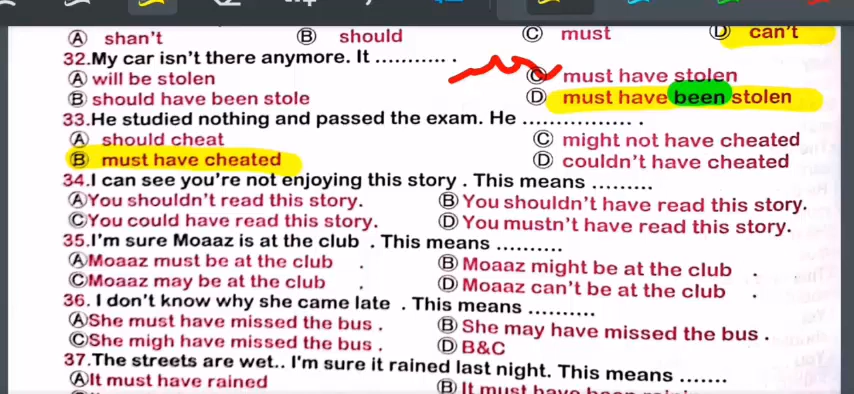 Ⓐ shan't Ⓑ should Ⓒ must Ⓓ can't
32.My car isn't there anymore. It ........... .
Ⓐ will be stolen Ⓒ must have stolen
Ⓑ should have been stole Ⓓ must have been stolen
33.He studied nothing and passed the exam. He ................ .
Ⓐ should cheat Ⓒ might not have cheated
Ⓑ must have cheated Ⓓ couldn't have cheated
34.I can see you're not enjoying this story . This means .........
ⒶYou shouldn't read this story. Ⓑ You shouldn't have read this story.
ⒸYou could have read this story. Ⓓ You mustn't have read this story.
35.I'm sure Moaaz is at the club . This means ..........
ⒶMoaaz must be at the club . Ⓑ Moaaz might be at the club .
ⒸMoaaz may be at the club . Ⓓ Moaaz can't be at the club .
36. I don't know why she came late . This means ..........
ⒶShe must have missed the bus . Ⓑ She may have missed the bus .
ⒸShe migh have missed the bus . Ⓓ B&C
37.The streets are wet.. I'm sure it rained last night. This means .......
ⒶIt must have rained Ⓑ It must have been